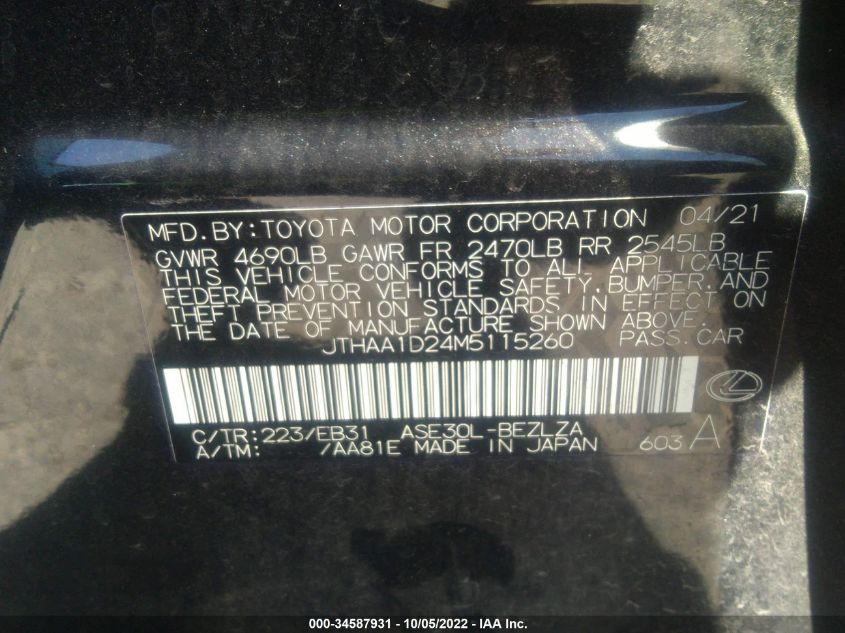 MFD.BY:TOYOTA MOTOR CORPORATION 04/21
GVWR 4690LB GAWR FR 2470LB RR 2545LB
THIS VEHICLE CONFORMS TO ALL APPLICABLE
FEDERAL MOTOR VEHICLE SAFETY,BUMPER,AND
THEFT PREVENTION STANDARDS IN EFFECT ON
THE DATE OF MANUFACTURE SHOWN ABOVE.
JTHAA1D24M5115260 PASS.CAR
C/TR:223/EB31 ASE30L-BEZLZA
A/TM: /AA81E MADE IN JAPAN 603 A
000-34587931 - 10/05/2022 - IAA Inc.